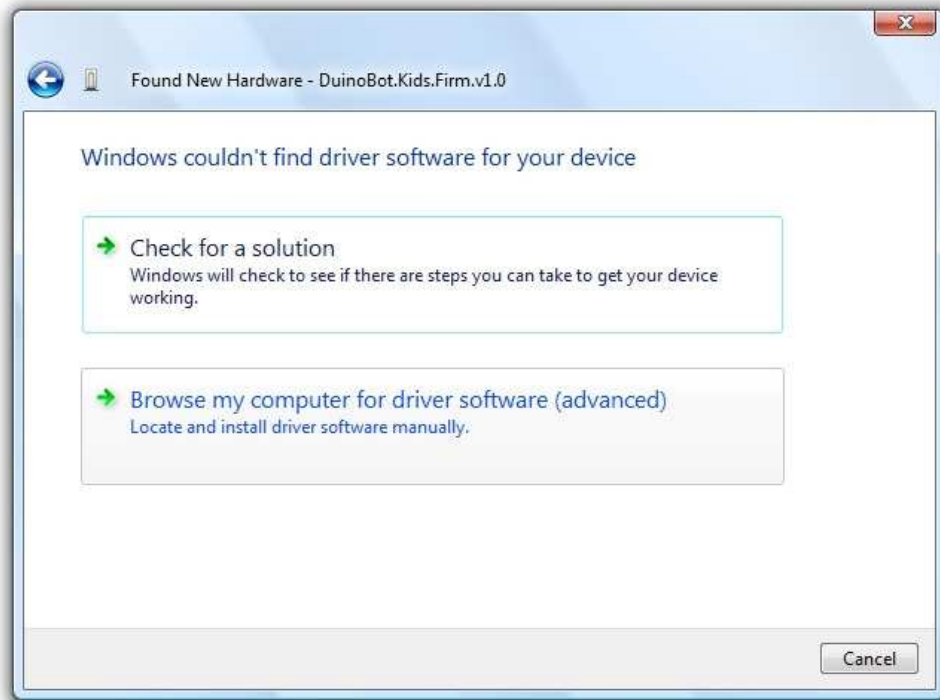 Found New Hardware - DuinoBot.Kids.Firm.v1.0
Windows couldn't find driver software for your device
Check for a solution
Windows will check to see if there are steps you can take to get your device
working.
Browse my computer for driver software (advanced)
Locate and install driver software manually.
Cancel